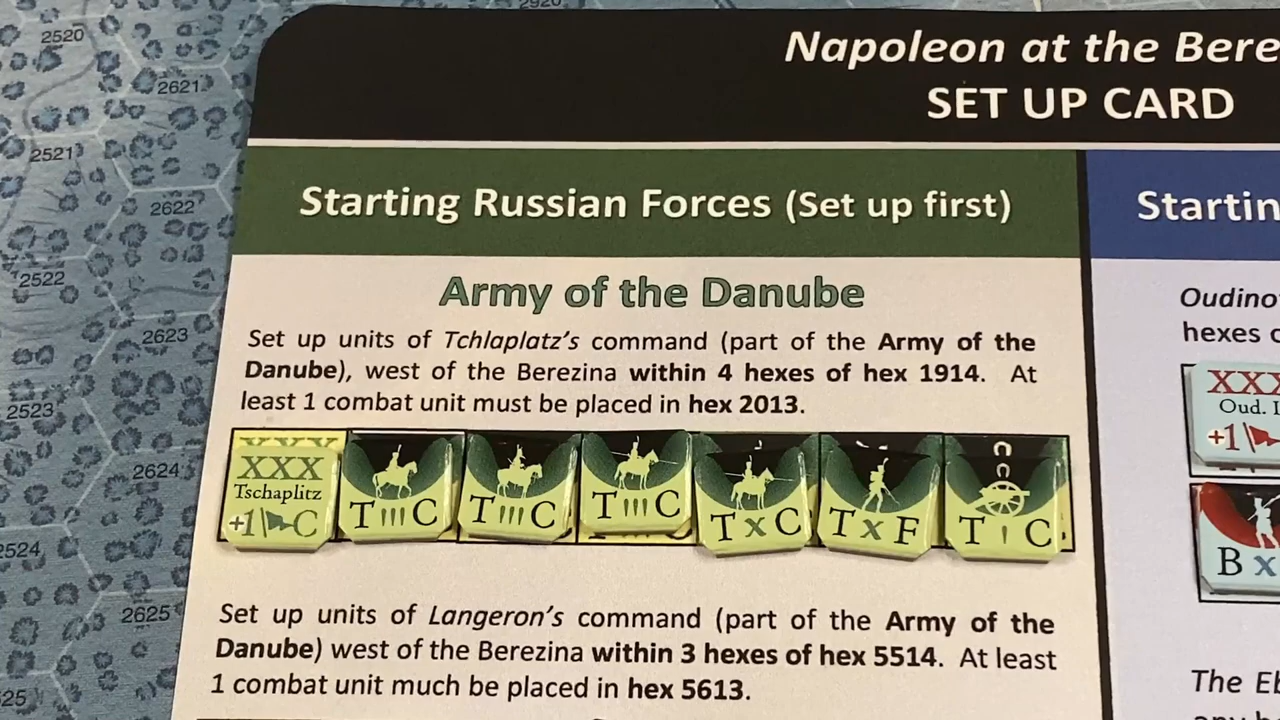 2920
2520
2621
2521
2622
2522
2623
2523
2624
2524
2625
Napoleon at the Bere
SET UP CARD
Starting Russian Forces (Set up first)
Startin
Army of the Danube
Set up units of Tchlaplatz’s command (part of the Army of the
Danube), west of the Berezina within 4 hexes of hex 1914. At
least 1 combat unit must be placed in hex 2013.
XXX
Tschaplitz
+1 C
T III C
T III C
T III C
T x C
T x F
T I C
Set up units of Langeron’s command (part of the Army of the
Danube) west of the Berezina within 3 hexes of hex 5514. At least
1 combat unit much be placed in hex 5613.
Oudino
hexes
XXX
Oud.
+1
B x
The